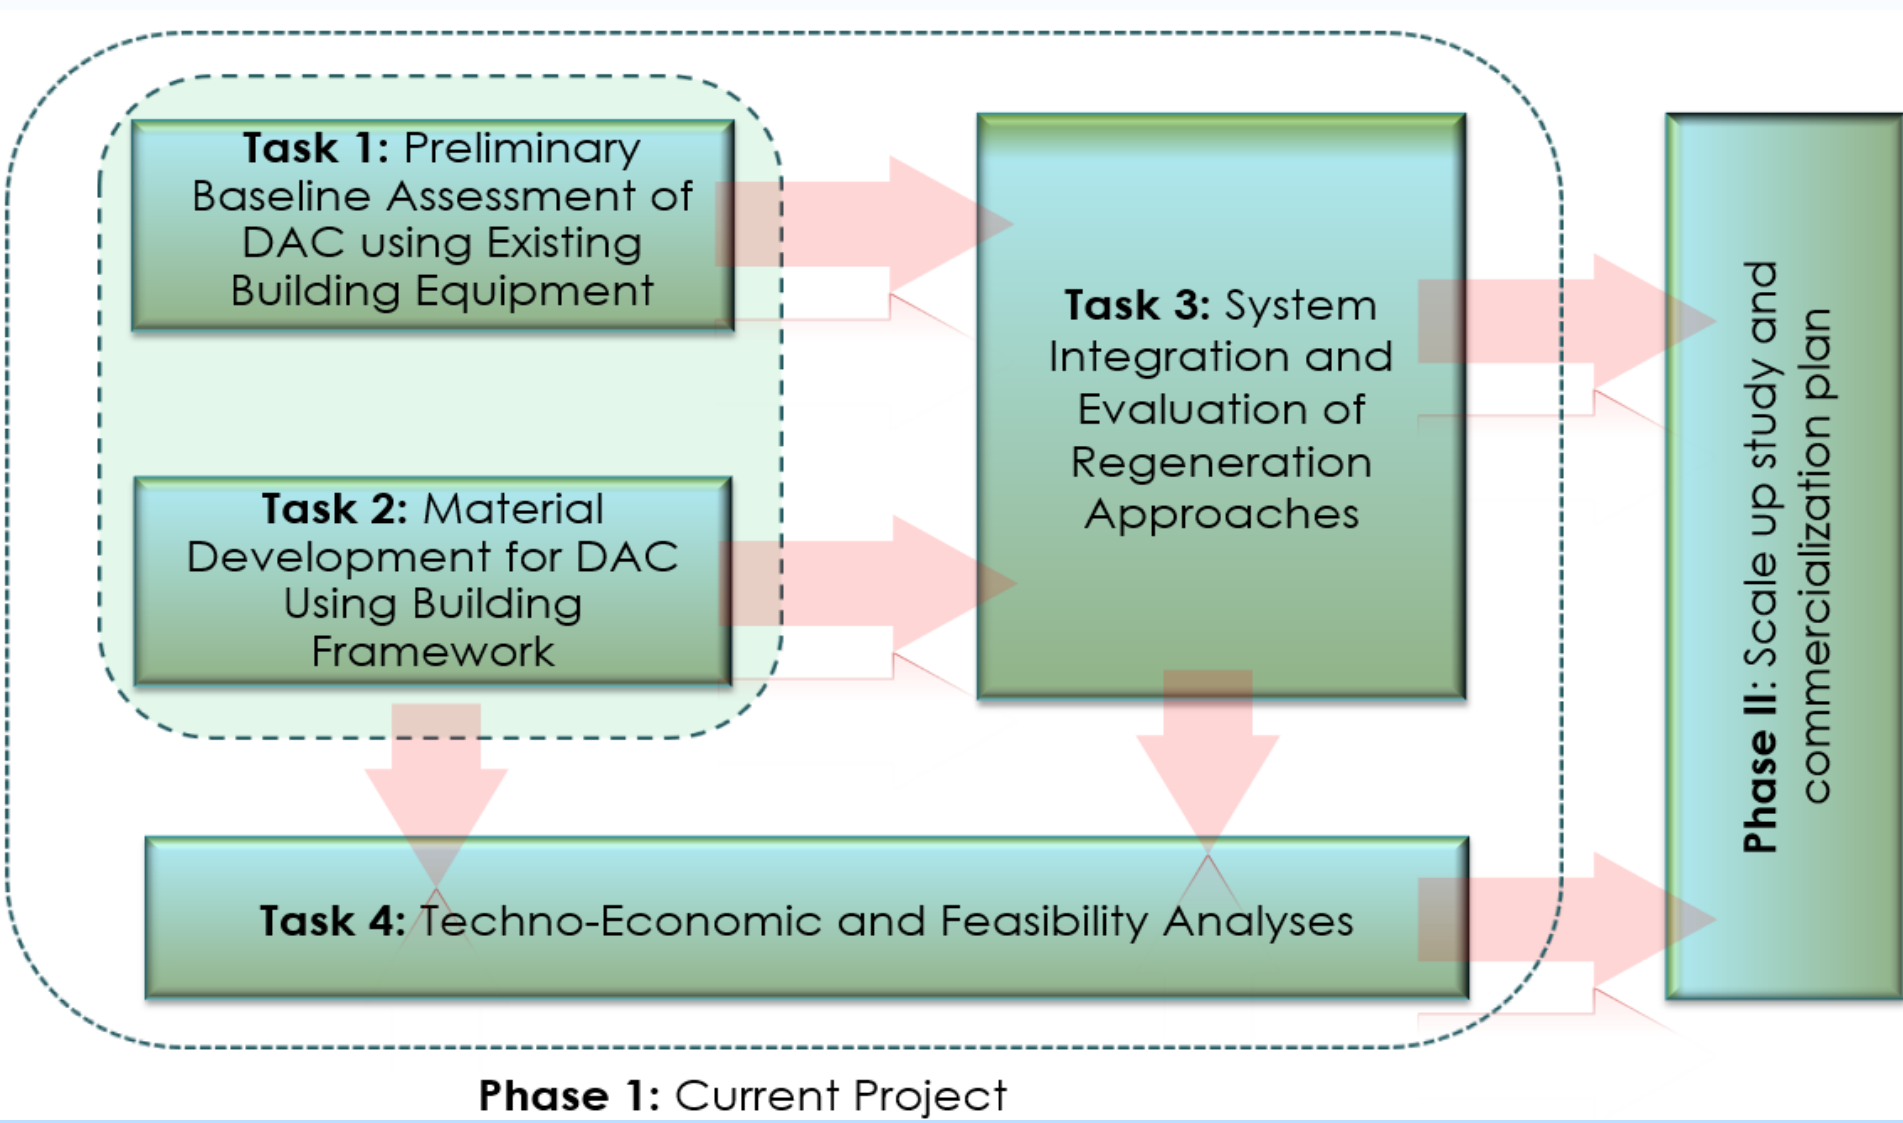 Task 1: Preliminary
Baseline Assessment of
DAC using Existing
Building Equipment
Task 2: Material
Development for DAC
Using Building
Framework
Task 3: System
Integration and
Evaluation of
Regeneration
Approaches
Task 4: Techno-Economic and Feasibility Analyses
Phase II: Scale up study and
commercialization plan
Phase 1: Current Project